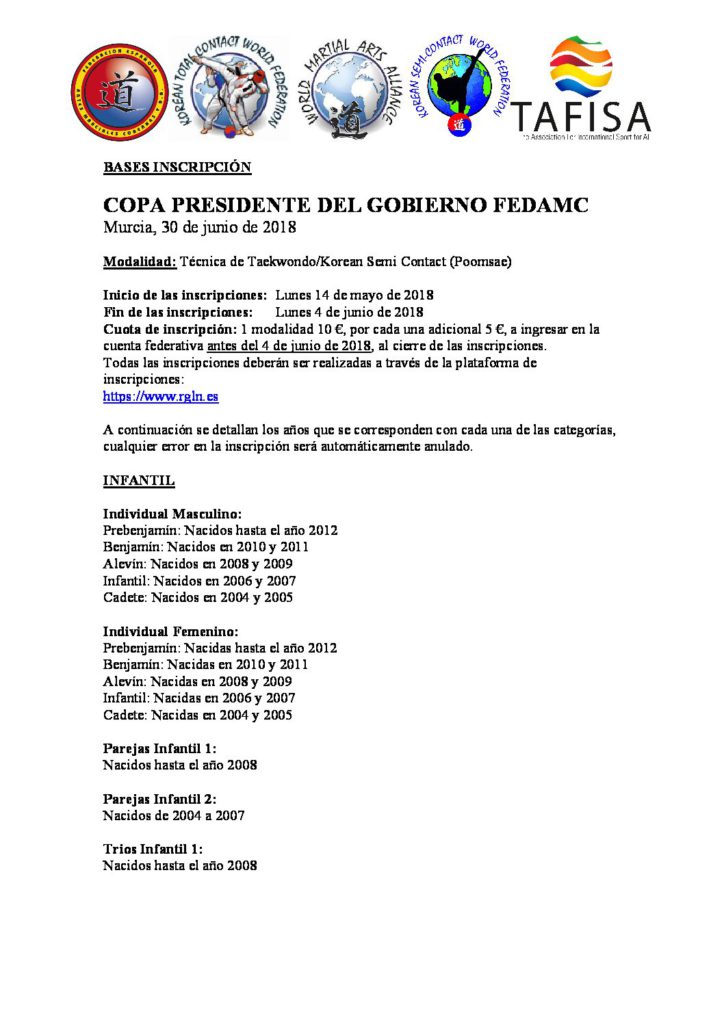 FEDERACION ESPAÑOLA
ARTES MARCIALES COREANAS
道
KOREAN TOTAL CONTACT WORLD FEDERATION
WORLD MARTIAL ARTS ALLIANCE
道
KOREAN SEMI-CONTACT WORLD FEDERATION
道
TAFISA
Association For International Sport for All
BASES INSCRIPCIÓN
COPA PRESIDENTE DEL GOBIERNO FEDAMC
Murcia, 30 de junio de 2018
Modalidad: Técnica de Taekwondo/Korean Semi Contact (Poomsae)
Inicio de las inscripciones: Lunes 14 de mayo de 2018
Fin de las inscripciones: Lunes 4 de junio de 2018
Cuota de inscripción: 1 modalidad 10 €, por cada una adicional 5 €, a ingresar en la
cuenta federativa antes del 4 de junio de 2018, al cierre de las inscripciones.
Todas las inscripciones deberán ser realizadas a través de la plataforma de
inscripciones:
https://www.rgln.es
A continuación se detallan los años que se corresponden con cada una de las categorías,
cualquier error en la inscripción será automáticamente anulado.
INFANTIL
Individual Masculino:
Prebenjamín: Nacidos hasta el año 2012
Benjamín: Nacidos en 2010 y 2011
Alevín: Nacidos en 2008 y 2009
Infantil: Nacidos en 2006 y 2007
Cadete: Nacidos en 2004 y 2005
Individual Femenino:
Prebenjamín: Nacidas hasta el año 2012
Benjamín: Nacidas en 2010 y 2011
Alevín: Nacidas en 2008 y 2009
Infantil: Nacidas en 2006 y 2007
Cadete: Nacidas en 2004 y 2005
Parejas Infantil 1:
Nacidos hasta el año 2008
Parejas Infantil 2:
Nacidos de 2004 a 2007
Trios Infantil 1:
Nacidos hasta el año 2008